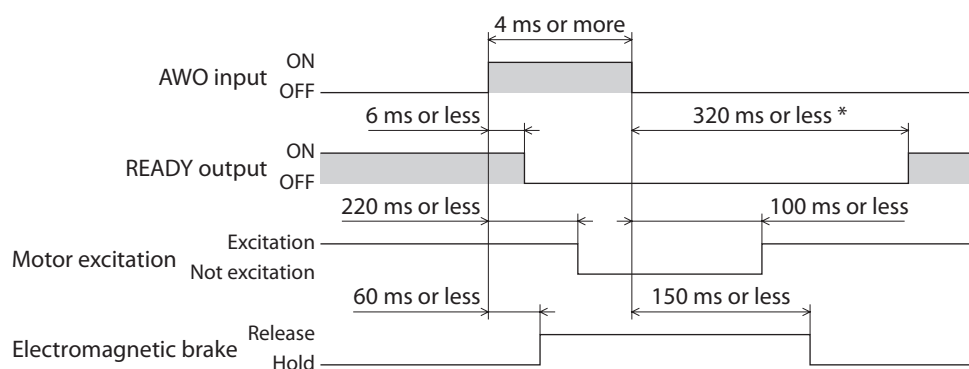 4 ms or more
AWO input
ON
OFF
6 ms or less
320 ms or less *
READY output
ON
OFF
220 ms or less
100 ms or less
Motor excitation
Excitation
Not excitation
60 ms or less
150 ms or less
Electromagnetic brake
Release
Hold